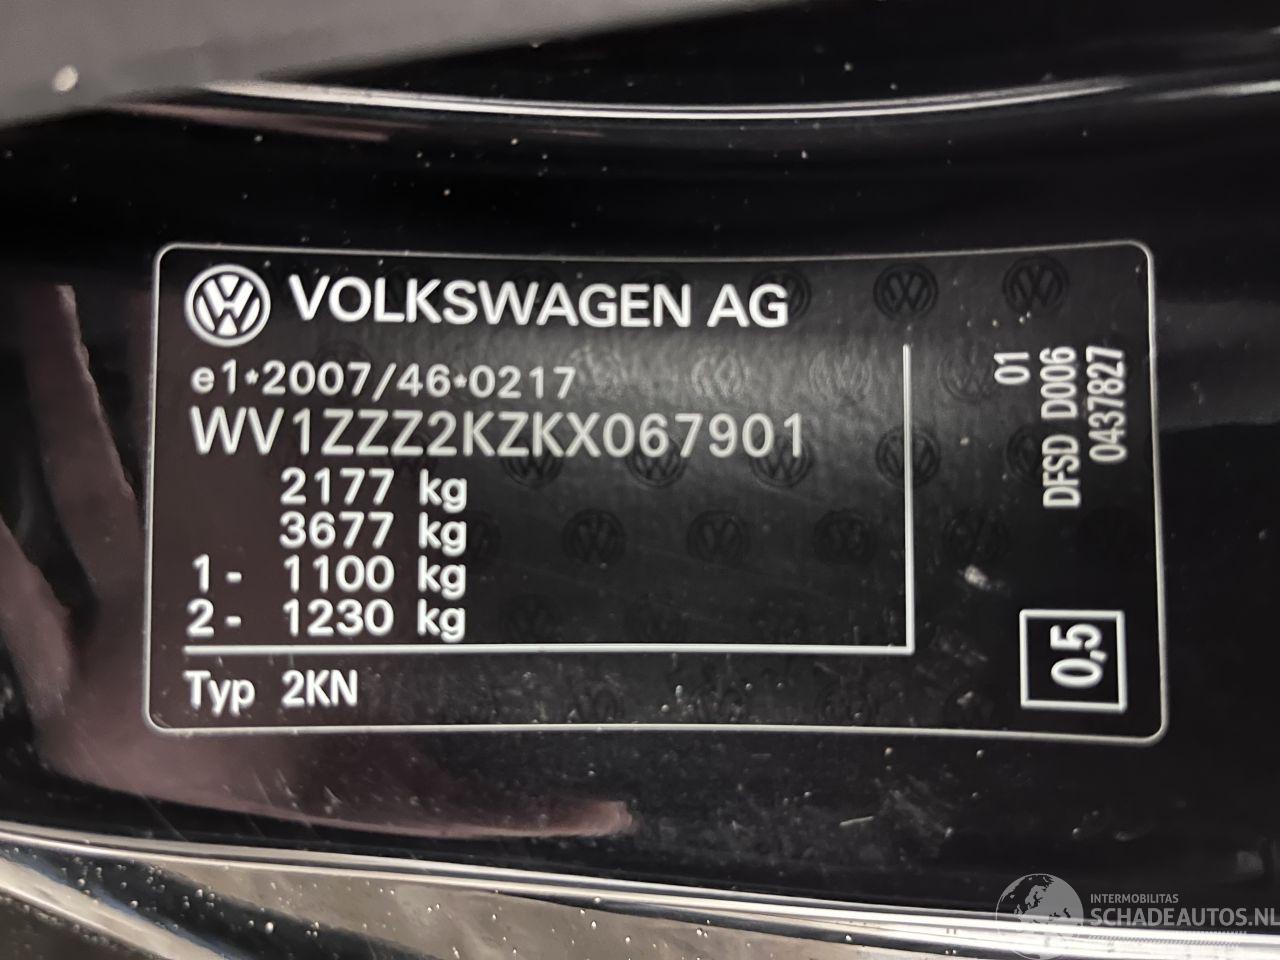 VOLKSWAGEN AG
e1*2007/46*0217
WV1ZZZ2KZKX067901
2177 kg
3677 kg
1- 1100 kg
2- 1230 kg
Typ 2KN
01
DFSD D006
0437827
0,5
INTERMOBILITAS
SCHADEAUTOS.NL